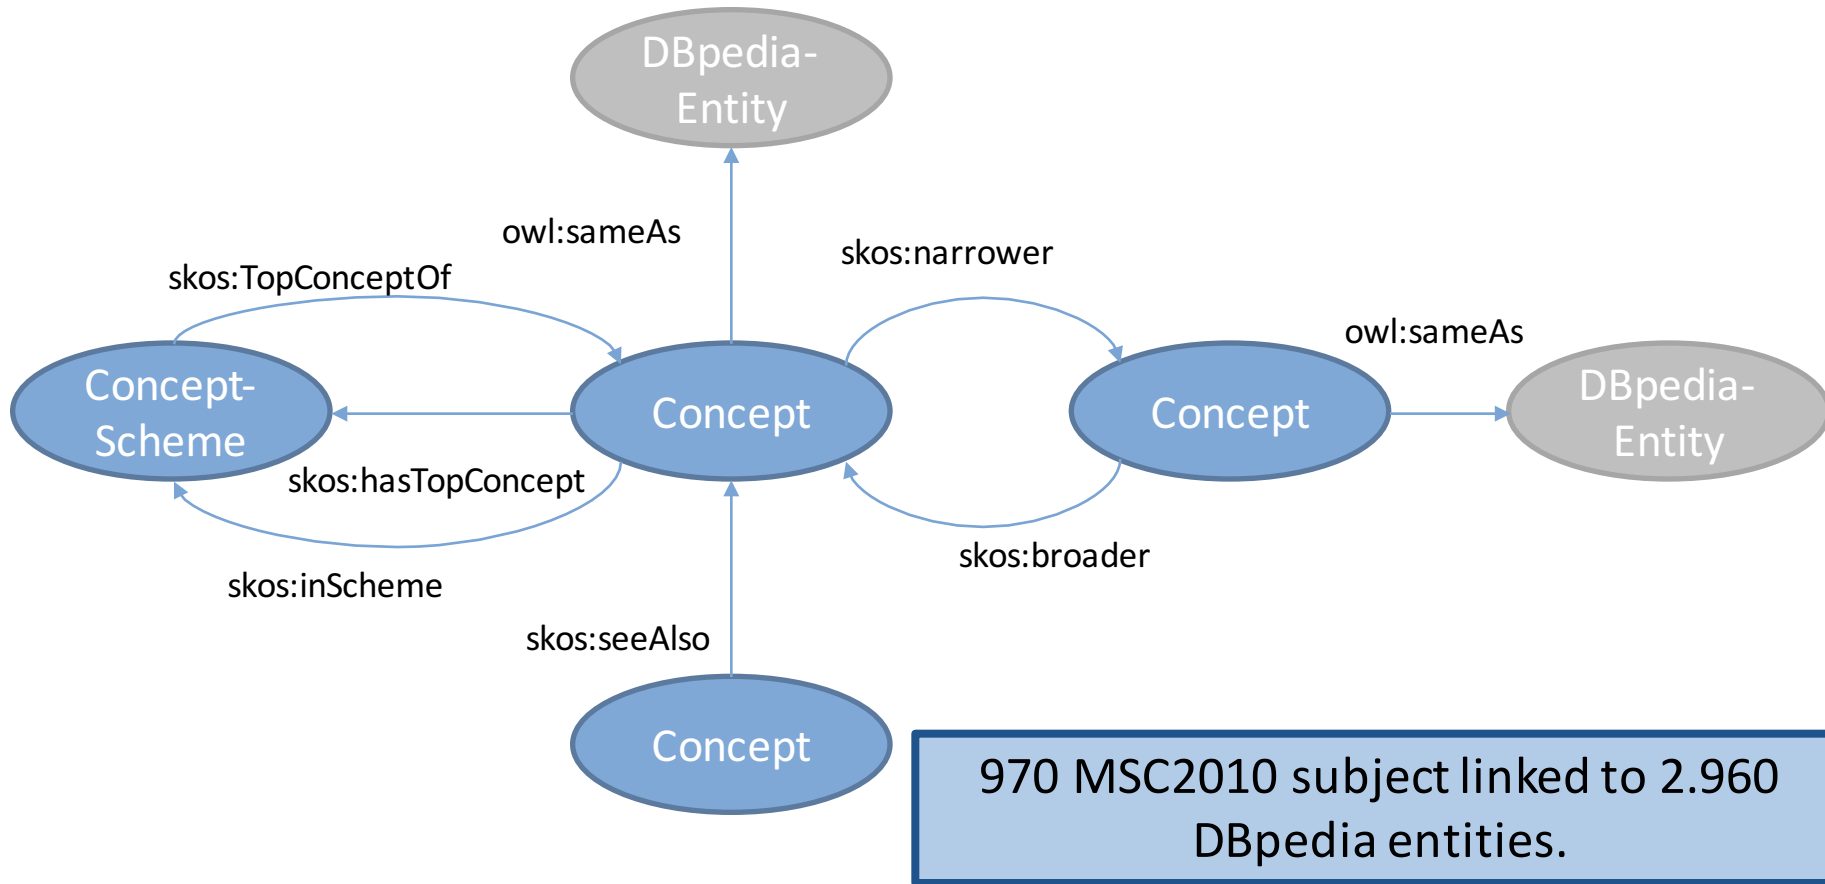 DBpedia-
Entity
owl:sameAs
skos:narrower
skos:TopConceptOf
owl:sameAs
Concept-
Scheme
Concept
Concept
DBpedia-
Entity
skos:hasTopConcept
skos:broader
skos:inScheme
skos:seeAlso
Concept
970 MSC2010 subject linked to 2.960
DBpedia entities.